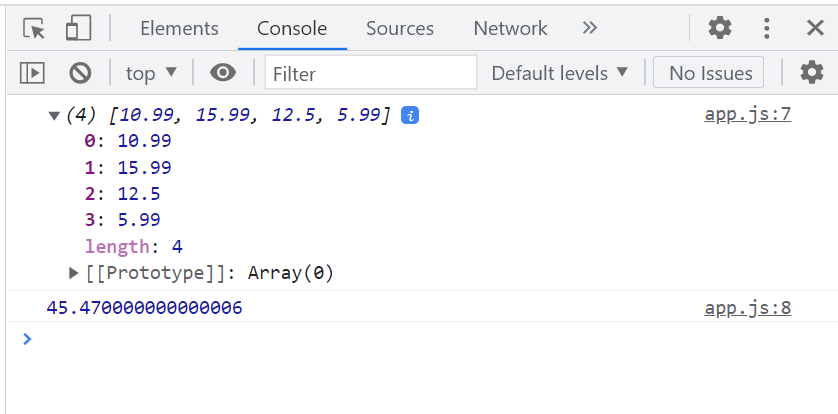 Elements Console Sources Network »
top ▼ Filter Default levels ▼ No Issues
▼(4) [10.99, 15.99, 12.5, 5.99] i app.js:7
0: 10.99
1: 15.99
2: 12.5
3: 5.99
length: 4
▶[[Prototype]]: Array(0)
45.470000000000006 app.js:8
>